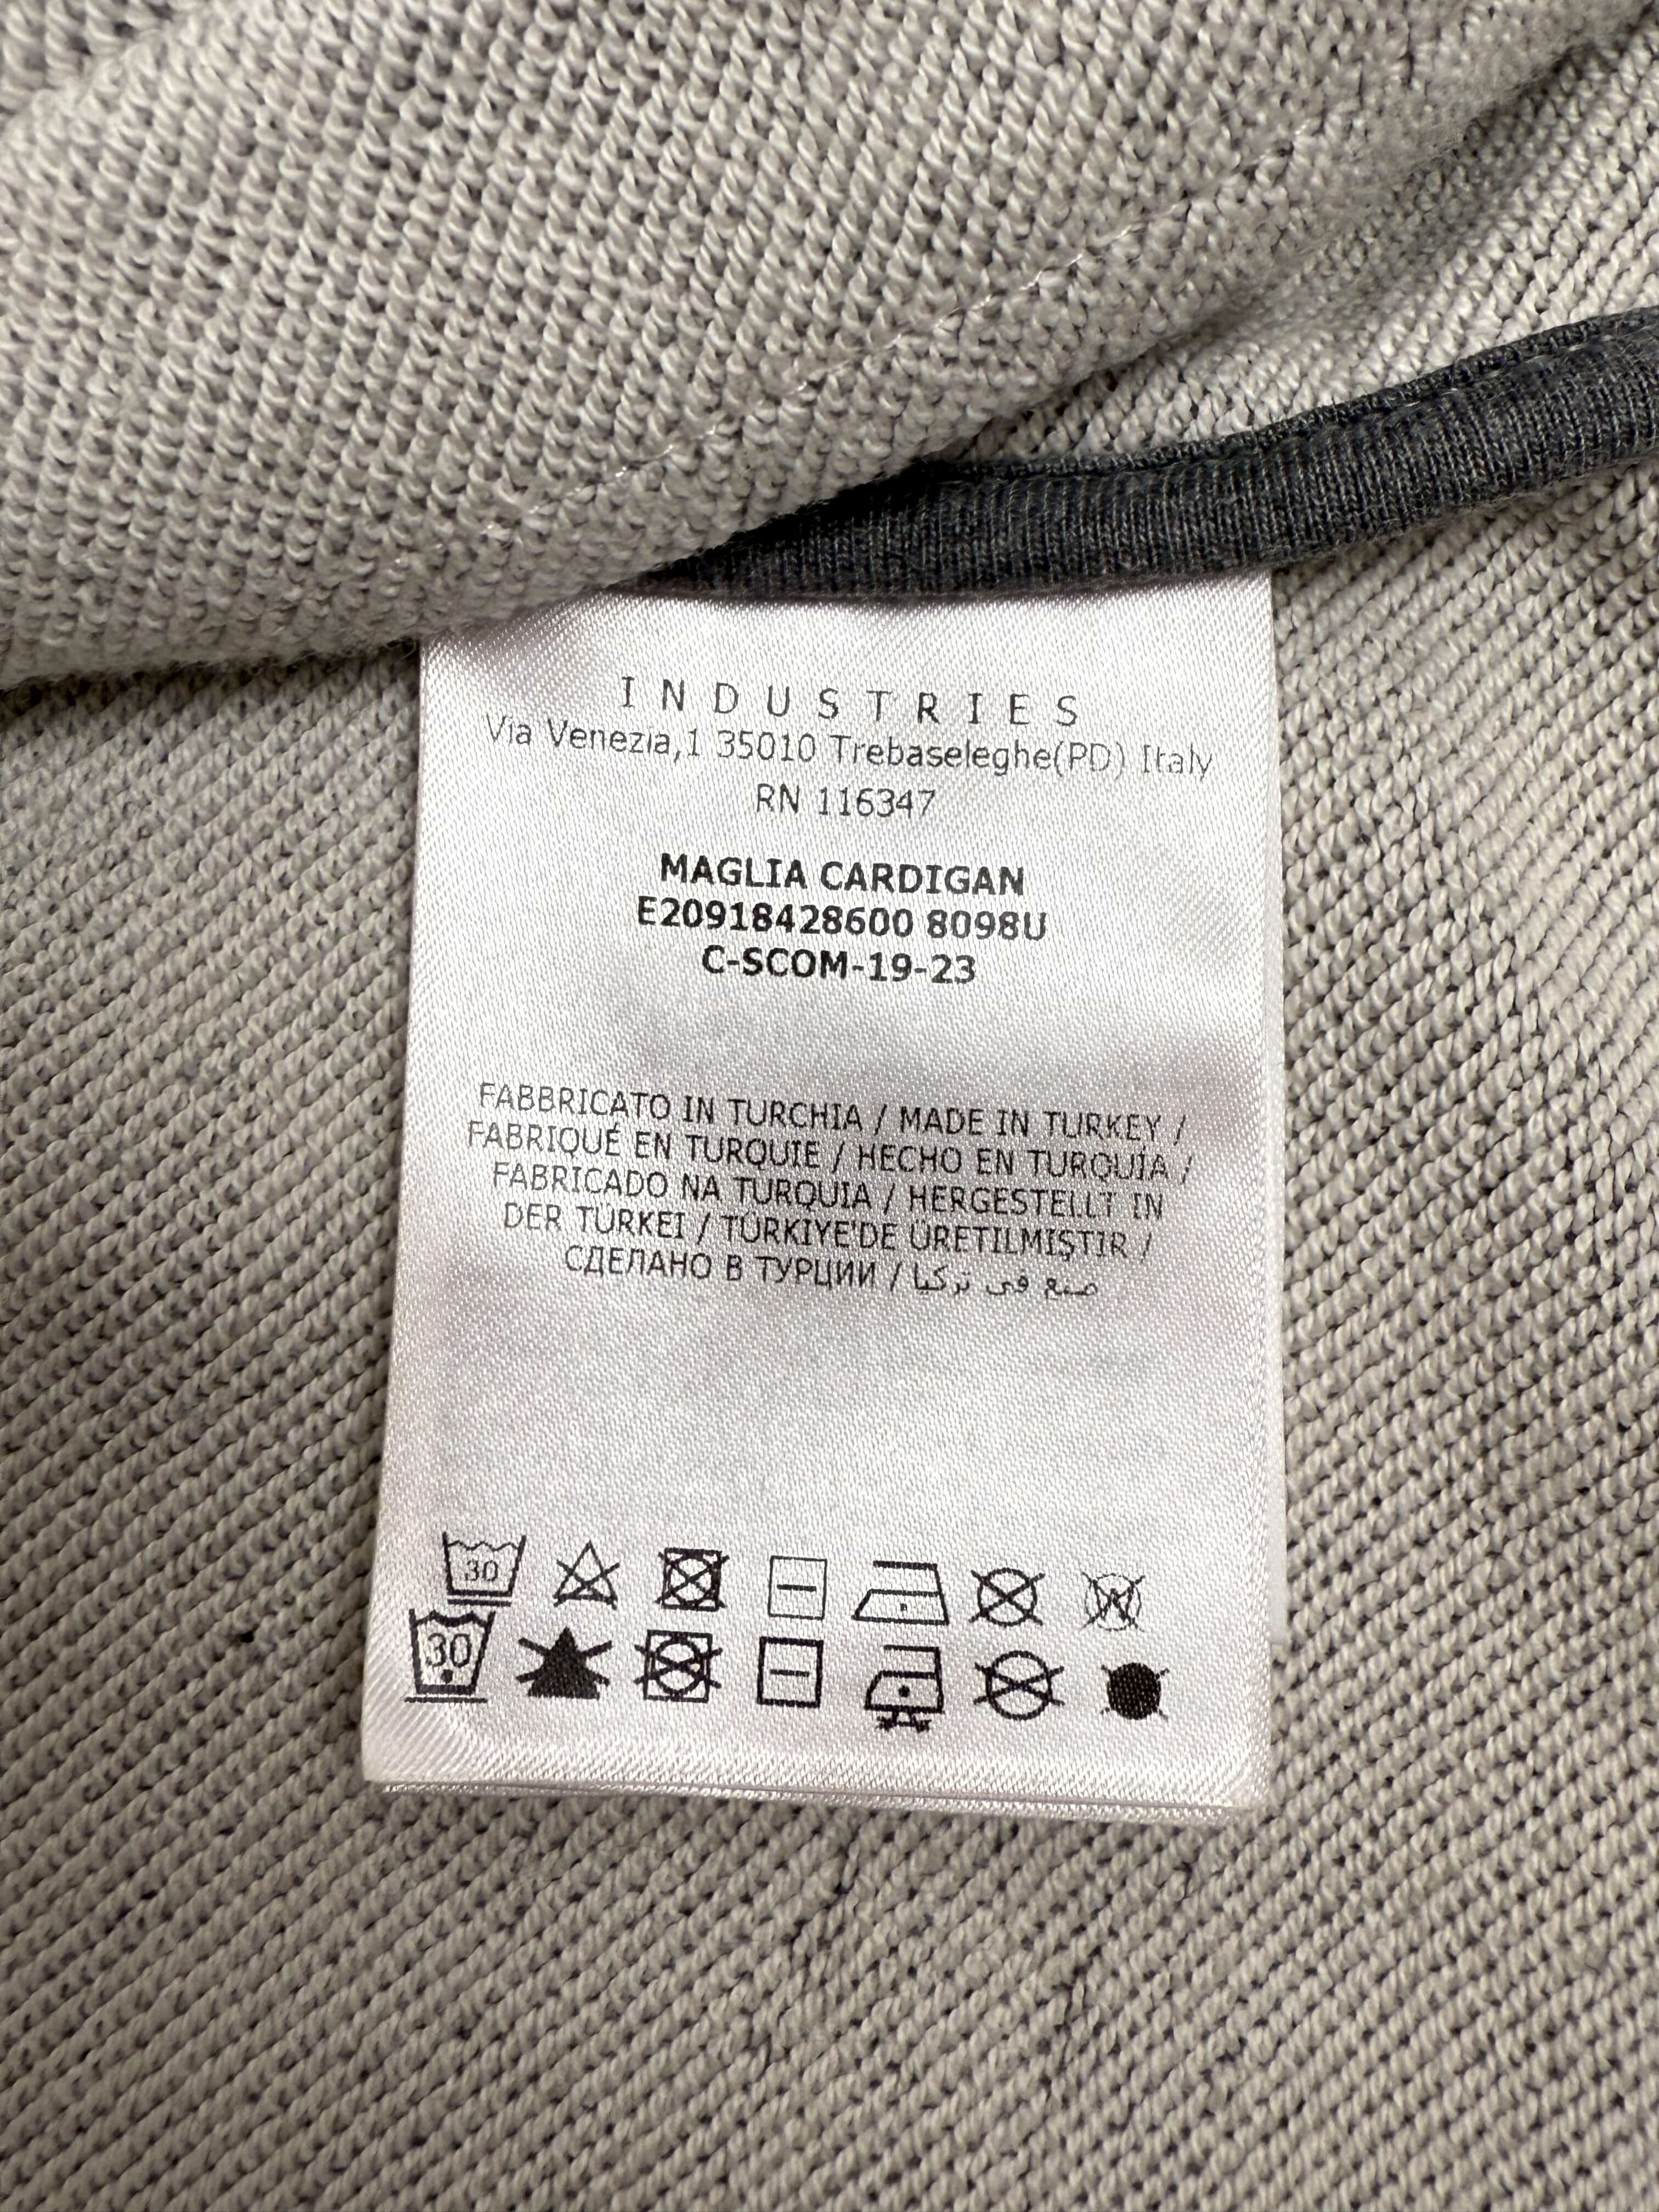 INDUSTRIES
Via Venezia,1 35010 Trebaseleghe(PD) Italy
RN 116347
MAGLIA CARDIGAN
E20918428600 8098U
C-SCOM-19-23
FABBRICATO IN TURCHIA / MADE IN TURKEY /
FABRIQUÉ EN TURQUIE / HECHO EN TURQUÍA /
FABRICADO NA TURQUIA / HERGESTELLT IN
DER TÜRKEI / TÜRKIYE'DE ÜRETILMIŞTIR /
СДЕЛАНО В ТУРЦИИ / صنع في تركيا
30 W
30